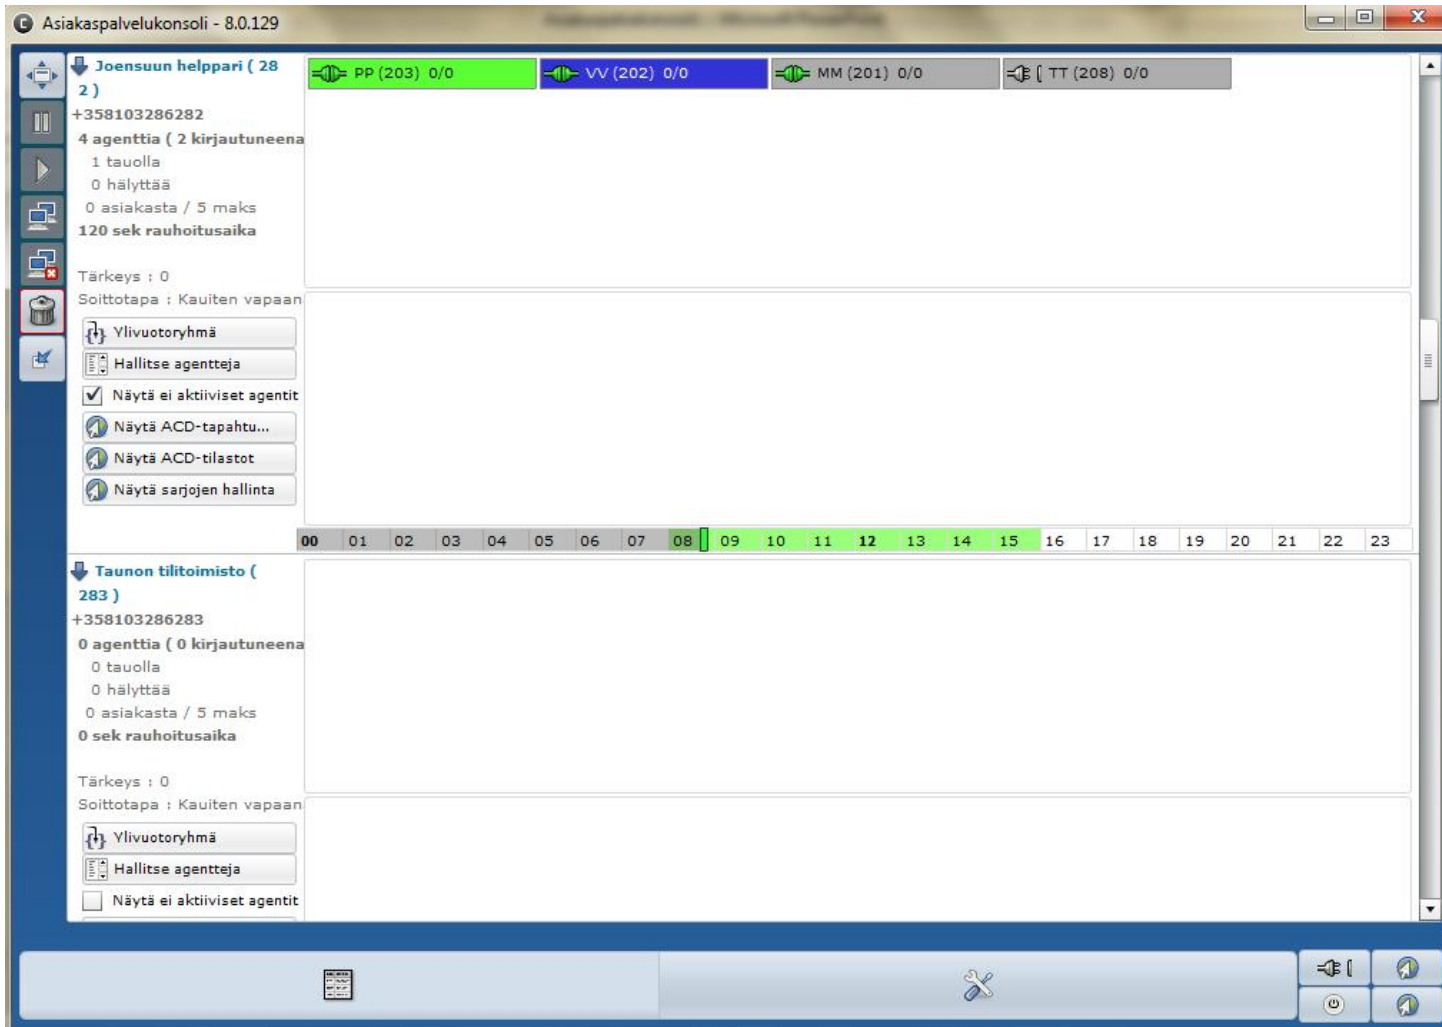 Asiakaspalvelukonsoli - 8.0.129
Joensuun helppari ( 28
2 )
+358103286282
4 agenttia ( 2 kirjautuneena
1 tauolla
0 hälyttää
0 asiakasta / 5 maks
120 sek rauhoitusaika
Tärkeys : 0
Soittotapa : Kauiten vapaan
Ylivuotoryhmä
Hallitse agentteja
Näytä ei aktiiviset agentit
Näytä ACD-tapahtu...
Näytä ACD-tilastot
Näytä sarjojen hallinta
PP (203) 0/0 VV (202) 0/0 MM (201) 0/0 TT (208) 0/0
00 01 02 03 04 05 06 07 08 09 10 11 12 13 14 15 16 17 18 19 20 21 22 23
Taunon tilitoimisto (
283 )
+358103286283
0 agenttia ( 0 kirjautuneena
0 tauolla
0 hälyttää
0 asiakasta / 5 maks
0 sek rauhoitusaika
Tärkeys : 0
Soittotapa : Kauiten vapaan
Ylivuotoryhmä
Hallitse agentteja
Näytä ei aktiiviset agentit